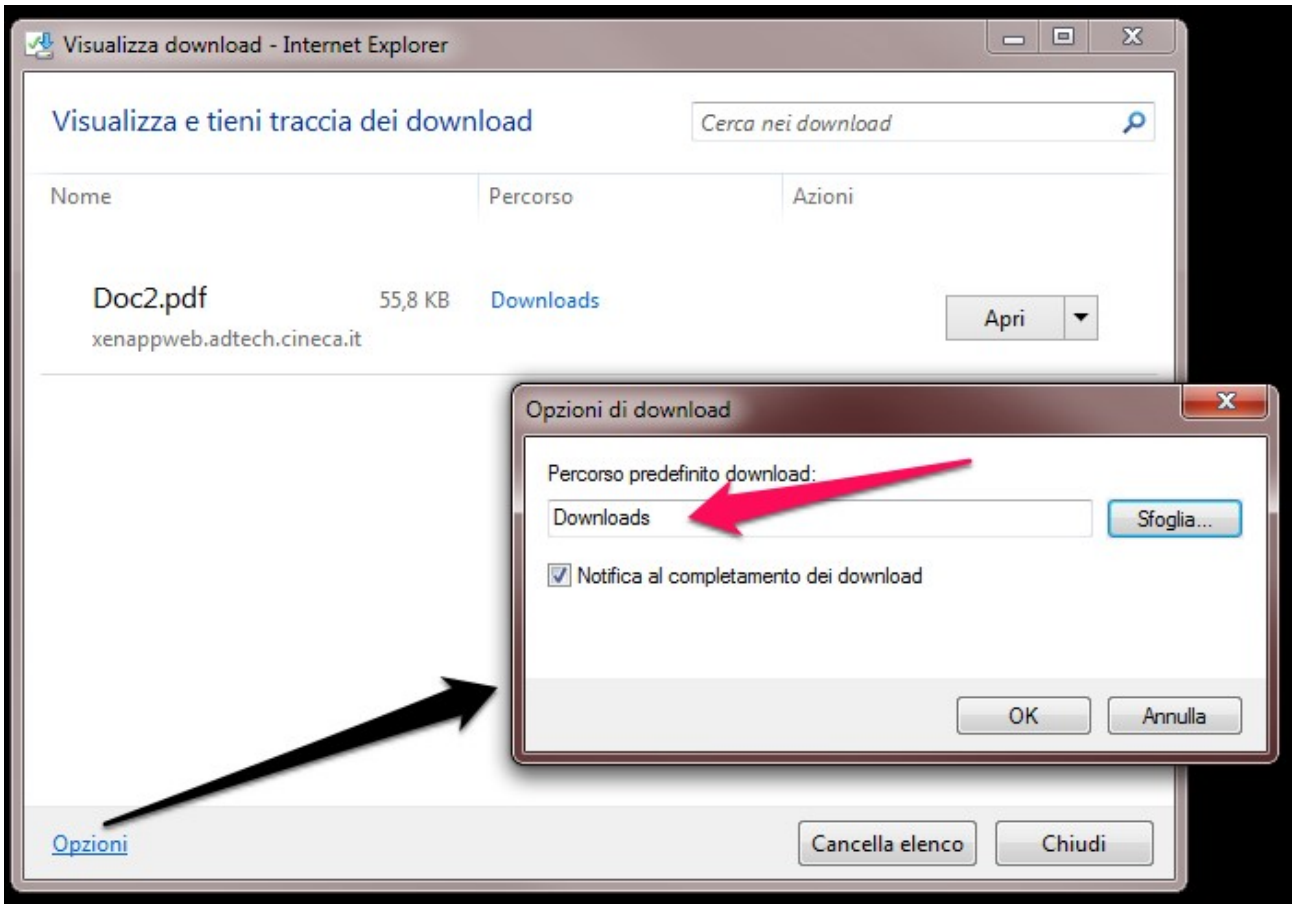 Visualizza download - Internet Explorer
Visualizza e tieni traccia dei download
Cerca nei download
Nome
Percorso
Azioni
Doc2.pdf
55,8 KB
Downloads
Apri
xenappweb.adtech.cineca.it
Opzioni di download
Percorso predefinito download:
Downloads
Sfoglia...
Notifica al completamento dei download
OK
Annulla
Opzioni
Cancella elenco
Chiudi